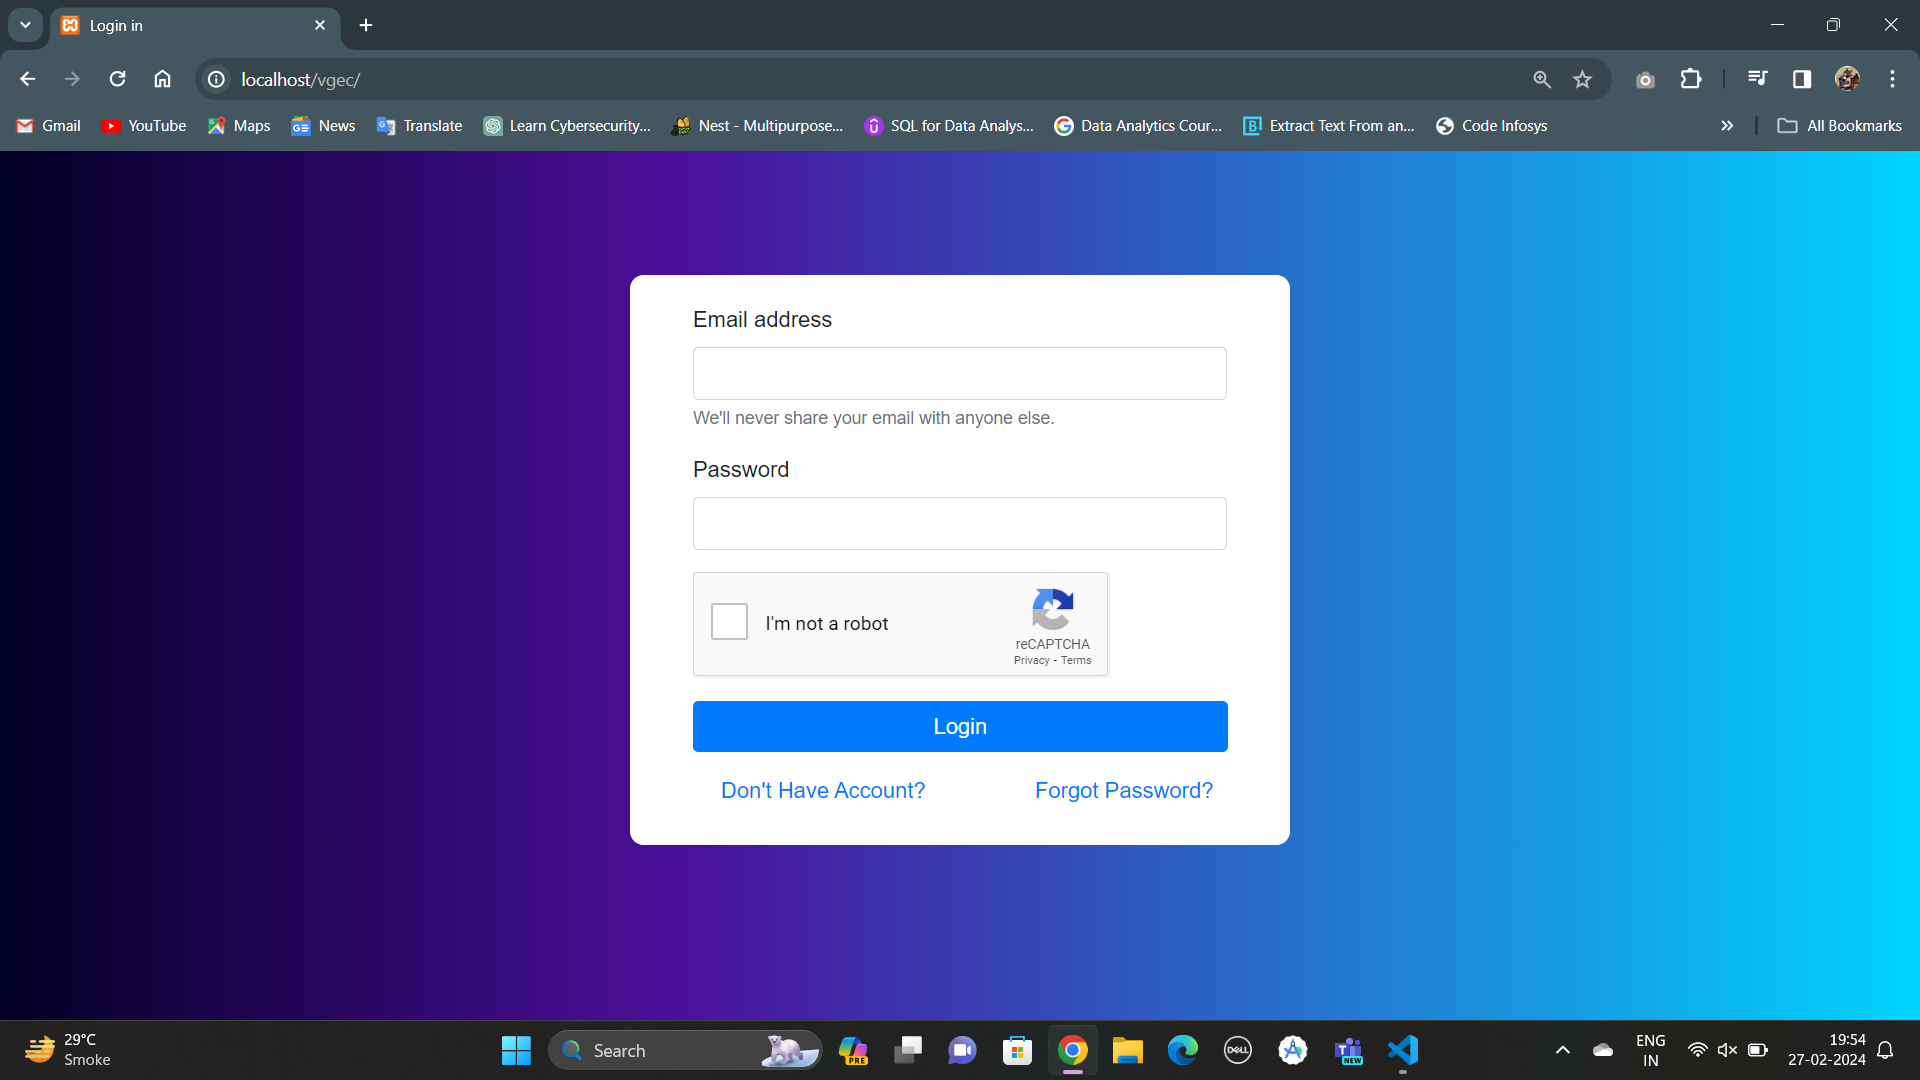 Login in
localhost/vgec/
Gmail YouTube Maps News Translate Learn Cybersecurity... Nest - Multipurpose... SQL for Data Analys... Data Analytics Cour... Extract Text From an... Code Infosys All Bookmarks
Email address
We'll never share your email with anyone else.
Password
I'm not a robot
reCAPTCHA
Privacy - Terms
Login
Don't Have Account? Forgot Password?
29°C
Smoke
Search
PRE
DELL
NEW
ENG
IN
19:54
27-02-2024